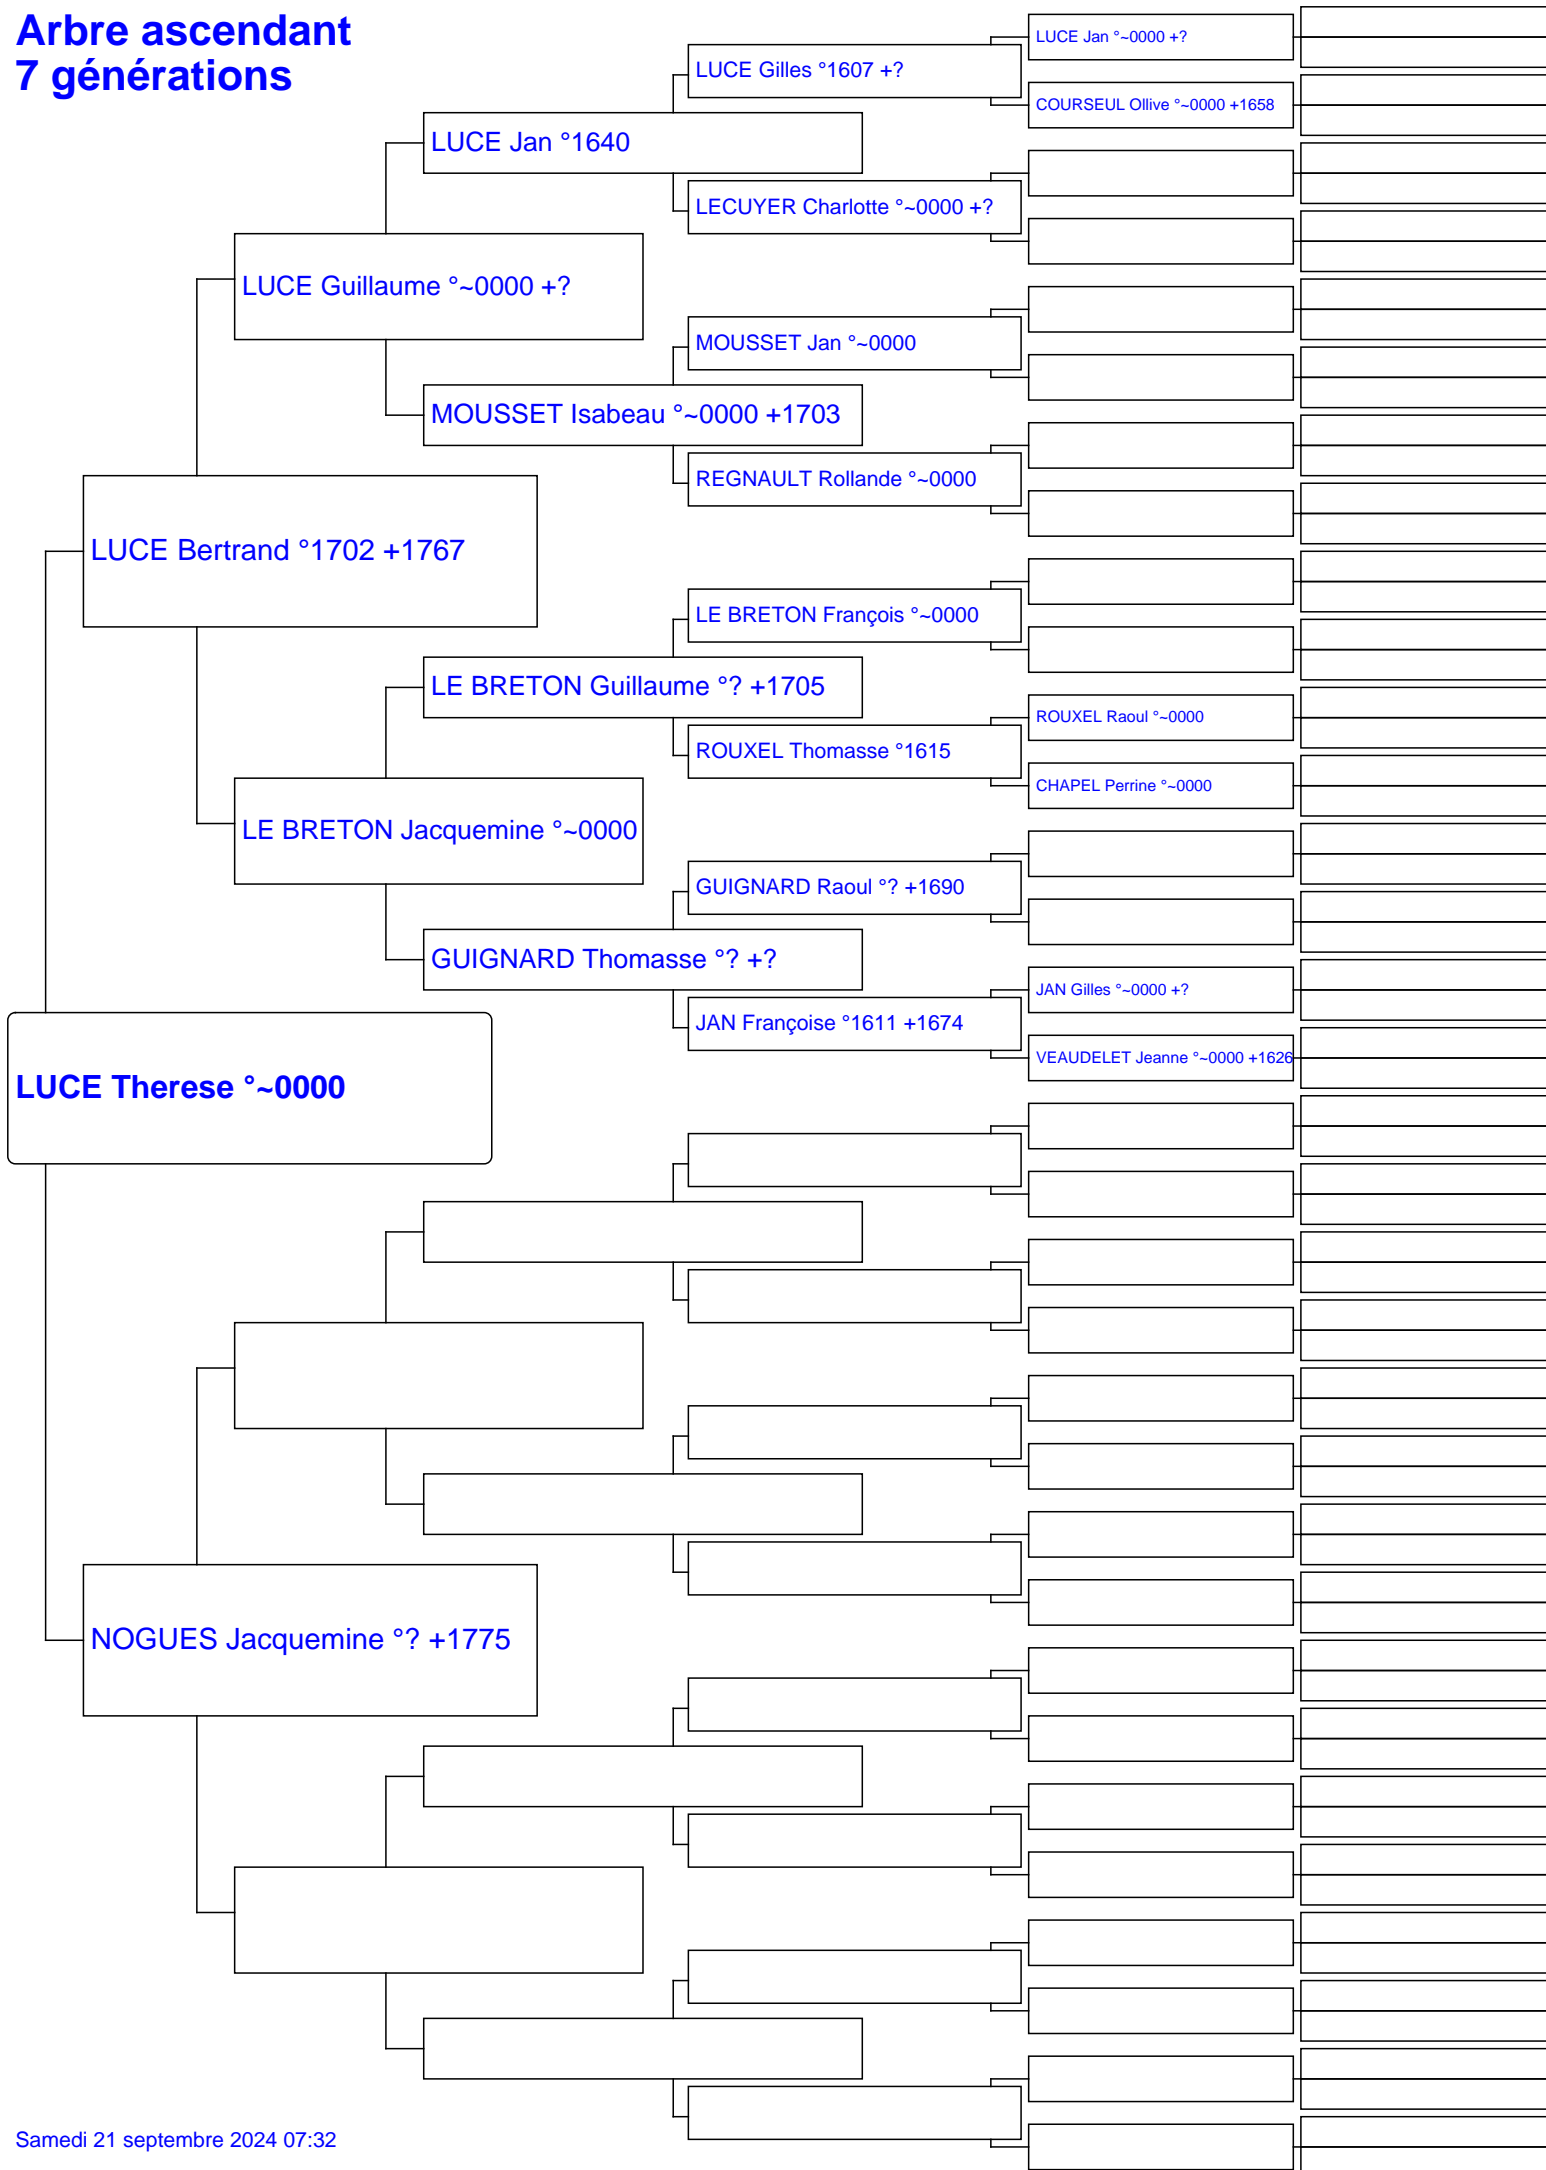 Arbre ascendant
7 générations
LUCE Jan °~0000 +?
LUCE Gilles °1607 +?
COURSEUL Ollive °~0000 +1658
LUCE Jan °1640
LECUYER Charlotte °~0000 +?
LUCE Guillaume °~0000 +?
MOUSSET Jan °~0000
MOUSSET Isabeau °~0000 +1703
REGNAULT Rollande °~0000
LUCE Bertrand °1702 +1767
LE BRETON François °~0000
LE BRETON Guillaume °? +1705
ROUXEL Raoul °~0000
ROUXEL Thomasse °1615
CHAPEL Perrine °~0000
LE BRETON Jacquemine °~0000
GUIGNARD Raoul °? +1690
GUIGNARD Thomasse °? +?
JAN Gilles °~0000 +?
JAN Françoise °1611 +1674
VEAUDELET Jeanne °~0000 +1626
LUCE Therese °~0000
NOGUES Jacquemine °? +1775
Samedi 21 septembre 2024 07:32